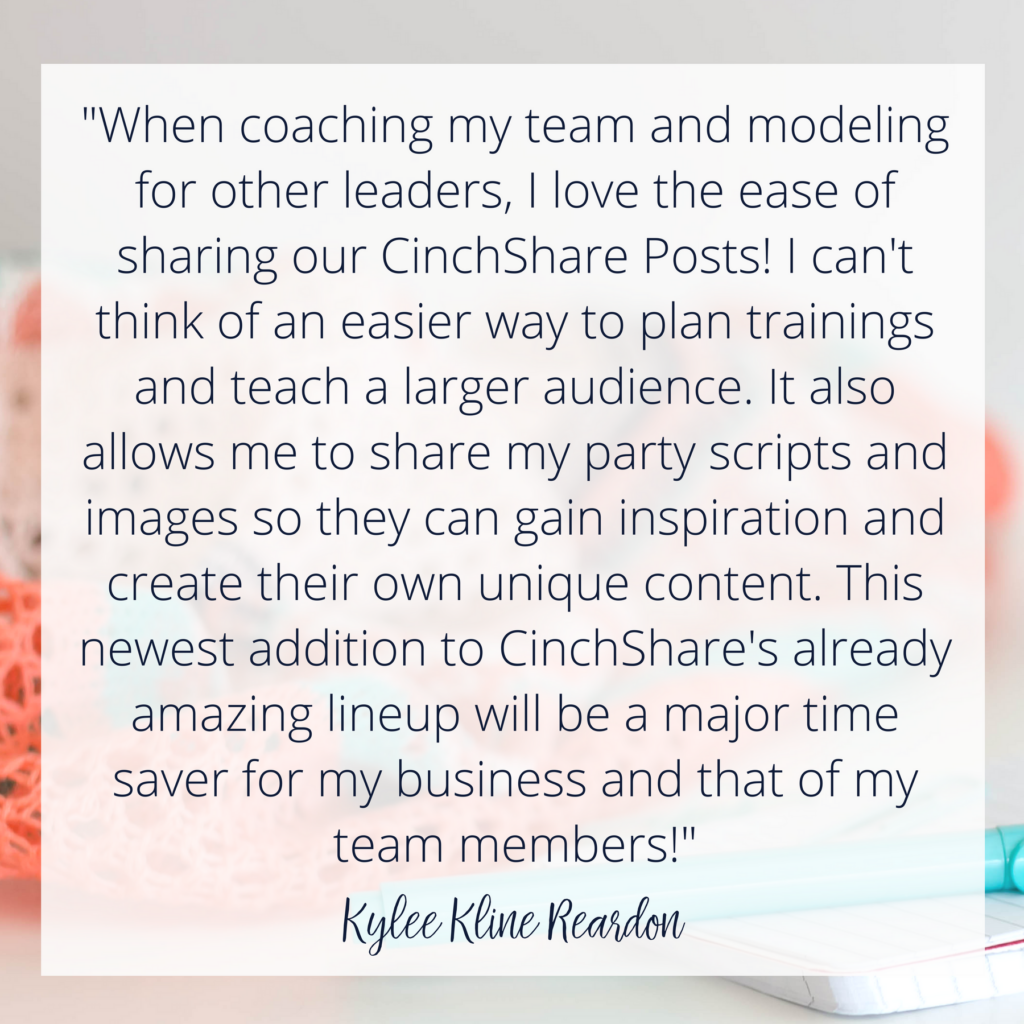 "When coaching my team and modeling
for other leaders, I love the ease of
sharing our CinchShare Posts! I can't
think of an easier way to plan trainings
and teach a larger audience. It also
allows me to share my party scripts and
images so they can gain inspiration and
create their own unique content. This
newest addition to CinchShare's already
amazing lineup will be a major time
saver for my business and that of my
team members!"
Kylee Kline Reardon